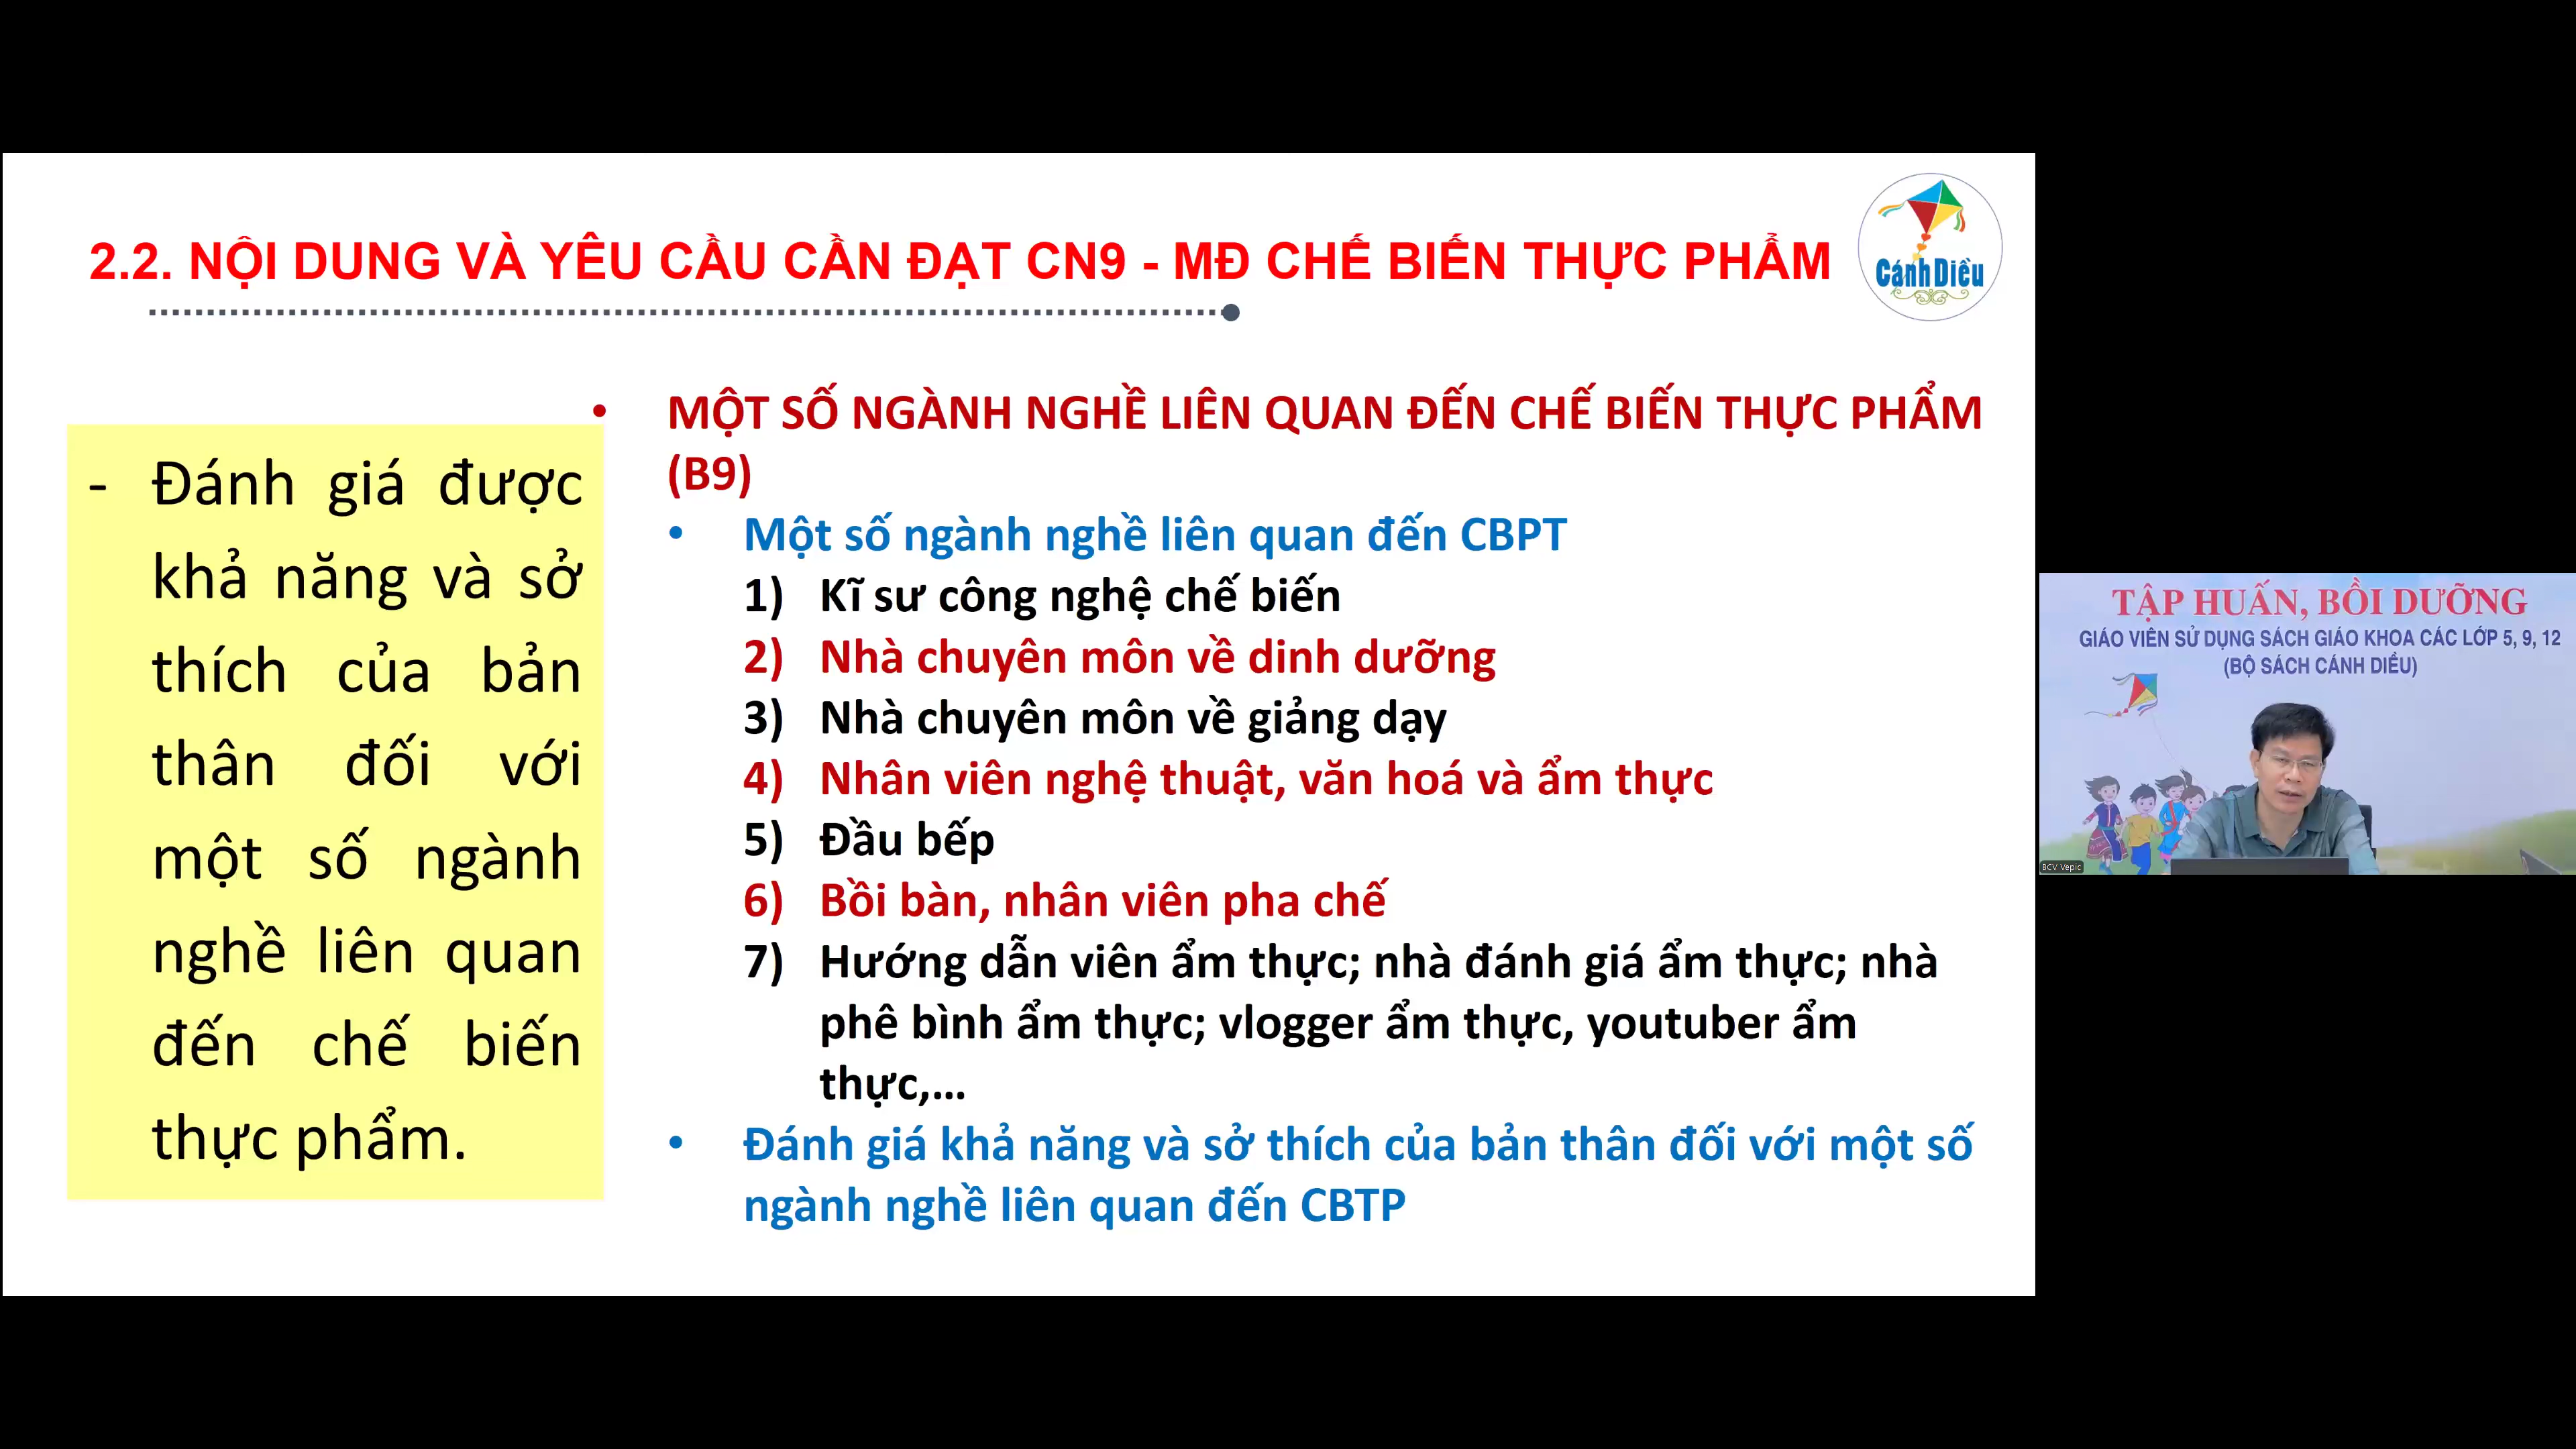 2.2. NỘI DUNG VÀ YÊU CẦU CẦN ĐẠT CN9 - MĐ CHẾ BIẾN THỰC PHẨM
Cánh Diều
- Đánh giá được
khả năng và sở
thích của bản
thân đối với
một số ngành
nghề liên quan
đến chế biến
thực phẩm.
• MỘT SỐ NGÀNH NGHỀ LIÊN QUAN ĐẾN CHẾ BIẾN THỰC PHẨM
(B9)
• Một số ngành nghề liên quan đến CBPT
1) Kĩ sư công nghệ chế biến
2) Nhà chuyên môn về dinh dưỡng
3) Nhà chuyên môn về giảng dạy
4) Nhân viên nghệ thuật, văn hoá và ẩm thực
5) Đầu bếp
6) Bồi bàn, nhân viên pha chế
7) Hướng dẫn viên ẩm thực; nhà đánh giá ẩm thực; nhà
phê bình ẩm thực; vlogger ẩm thực, youtuber ẩm
thực,...
• Đánh giá khả năng và sở thích của bản thân đối với một số
ngành nghề liên quan đến CBTP
TẬP HUẤN, BỒI DƯỠNG
GIÁO VIÊN SỬ DỤNG SÁCH GIÁO KHOA CÁC LỚP 5, 9, 12
(BỘ SÁCH CÁNH DIỀU)
BCV Vepic